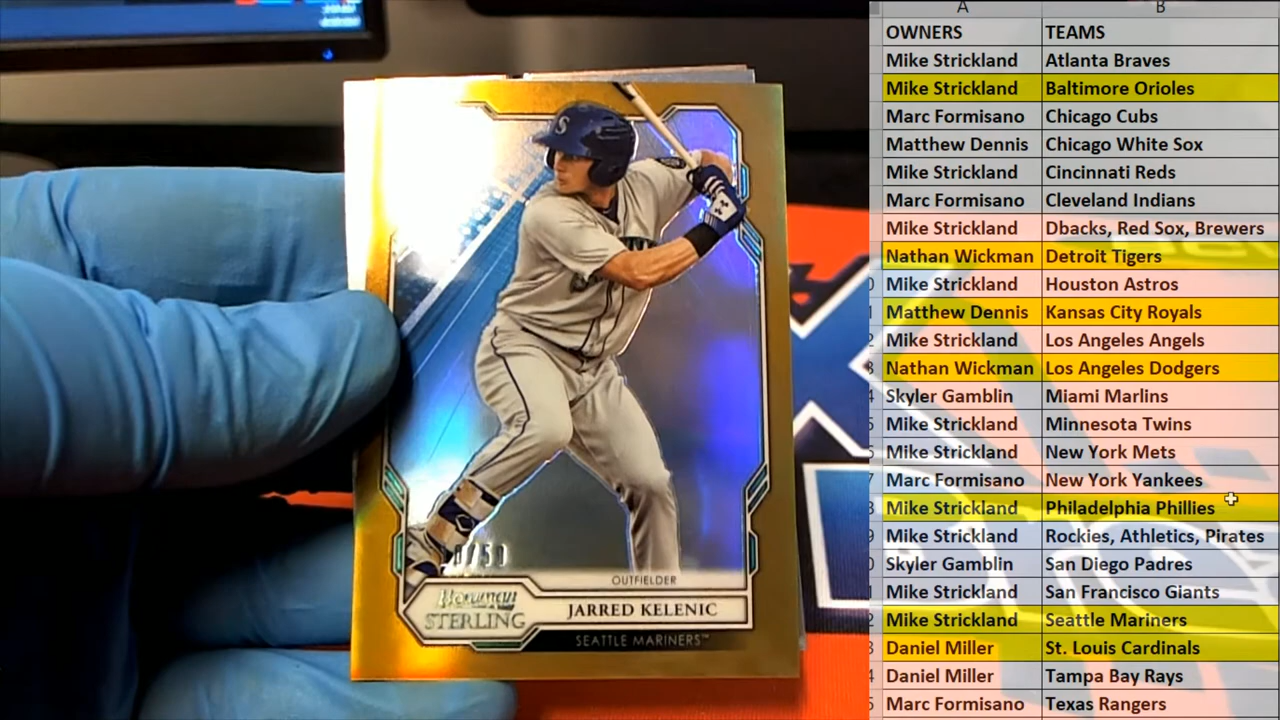 OUTFIELDER
JARRED KELENIC
Bowman
STERLING
SEATTLE MARINERS™
A B
OWNERS TEAMS
Mike Strickland Atlanta Braves
Mike Strickland Baltimore Orioles
Marc Formisano Chicago Cubs
Matthew Dennis Chicago White Sox
Mike Strickland Cincinnati Reds
Marc Formisano Cleveland Indians
Mike Strickland Dbacks, Red Sox, Brewers
Nathan Wickman Detroit Tigers
Mike Strickland Houston Astros
Matthew Dennis Kansas City Royals
Mike Strickland Los Angeles Angels
Nathan Wickman Los Angeles Dodgers
Skyler Gamblin Miami Marlins
Mike Strickland Minnesota Twins
Mike Strickland New York Mets
Marc Formisano New York Yankees
Mike Strickland Philadelphia Phillies
Mike Strickland Rockies, Athletics, Pirates
Skyler Gamblin San Diego Padres
Mike Strickland San Francisco Giants
Mike Strickland Seattle Mariners
Daniel Miller St. Louis Cardinals
Daniel Miller Tampa Bay Rays
Marc Formisano Texas Rangers